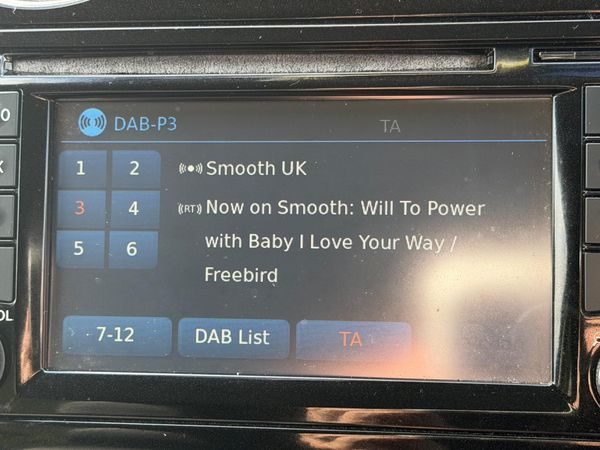 DAB-P3 TA
1 2 Smooth UK
3 4 (RT) Now on Smooth: Will To Power
5 6 with Baby I Love Your Way /
Freebird
7-12 DAB List TA